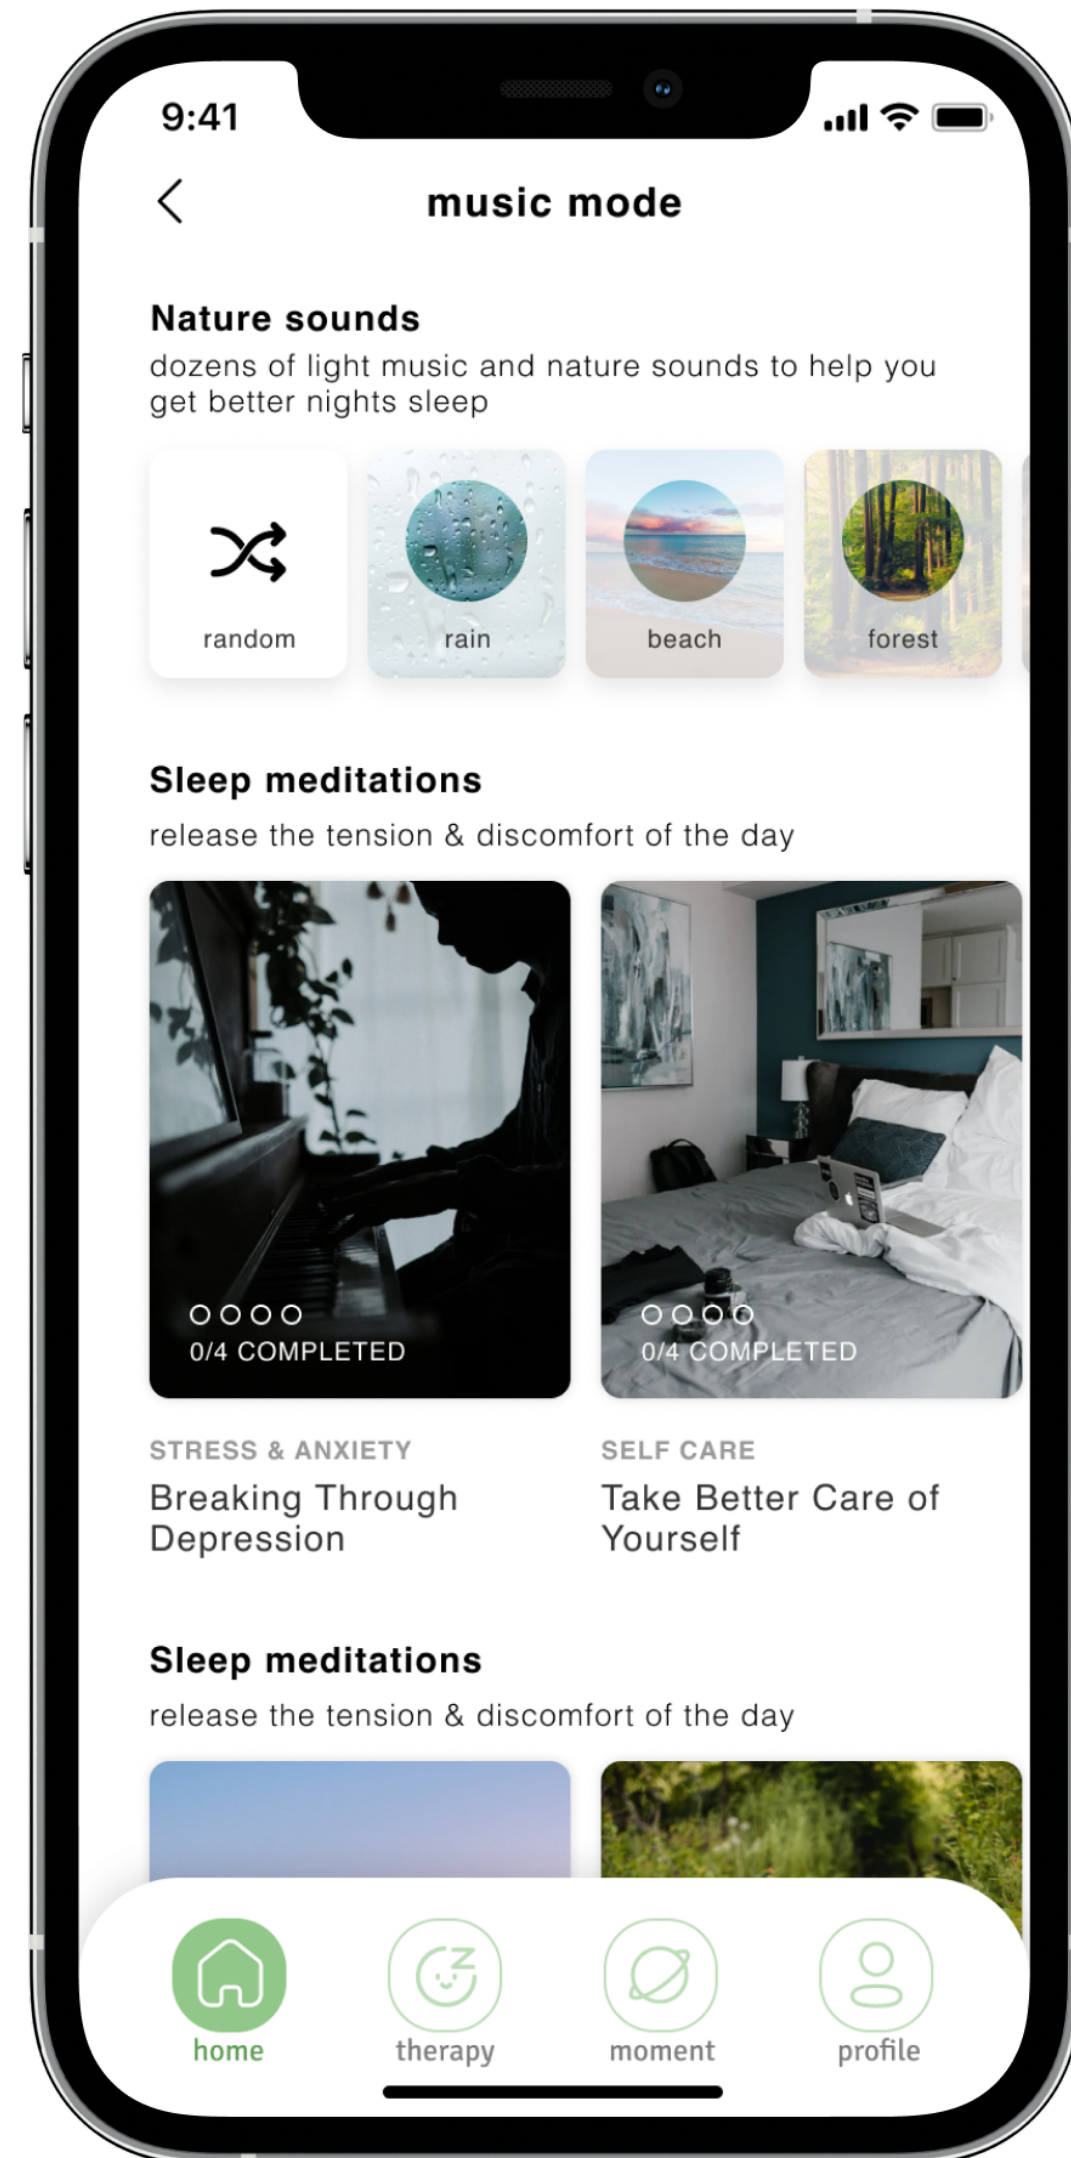 9:41
music mode
Nature sounds
dozens of light music and nature sounds to help you
get better nights sleep
random
rain
beach
forest
Sleep meditations
release the tension & discomfort of the day
0/4 COMPLETED
0/4 COMPLETED
STRESS & ANXIETY
SELF CARE
Breaking Through
Depression
Take Better Care of
Yourself
Sleep meditations
release the tension & discomfort of the day
home
therapy
moment
profile